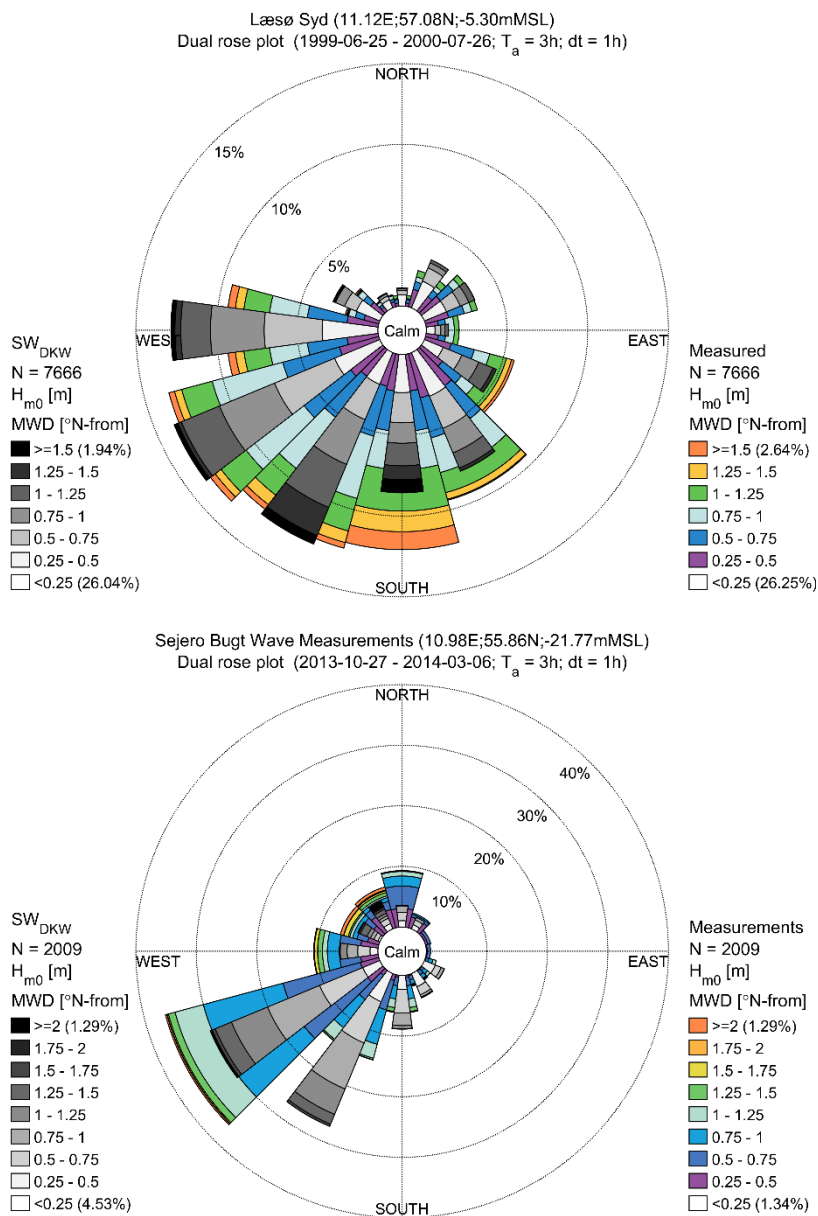 Læsø Syd (11.12E;57.08N;-5.30mMSL)
Dual rose plot (1999-06-25 - 2000-07-26; Ta = 3h; dt = 1h)
NORTH
15%
10%
5%
Calm
WEST
EAST
SOUTH
SWDKW
N = 7666
Hm0 [m]
MWD [°N-from]
>=1.5 (1.94%)
1.25 - 1.5
1 - 1.25
0.75 - 1
0.5 - 0.75
0.25 - 0.5
<0.25 (26.04%)
Measured
N = 7666
Hm0 [m]
MWD [°N-from]
>=1.5 (2.64%)
1.25 - 1.5
1 - 1.25
0.75 - 1
0.5 - 0.75
0.25 - 0.5
<0.25 (26.25%)
Sejero Bugt Wave Measurements (10.98E;55.86N;-21.77mMSL)
Dual rose plot (2013-10-27 - 2014-03-06; Ta = 3h; dt = 1h)
NORTH
40%
30%
20%
10%
Calm
WEST
EAST
SOUTH
SWDKW
N = 2009
Hm0 [m]
MWD [°N-from]
>=2 (1.29%)
1.75 - 2
1.5 - 1.75
1.25 - 1.5
1 - 1.25
0.75 - 1
0.5 - 0.75
0.25 - 0.5
<0.25 (4.53%)
Measurements
N = 2009
Hm0 [m]
MWD [°N-from]
>=2 (1.29%)
1.75 - 2
1.5 - 1.75
1.25 - 1.5
1 - 1.25
0.75 - 1
0.5 - 0.75
0.25 - 0.5
<0.25 (1.34%)